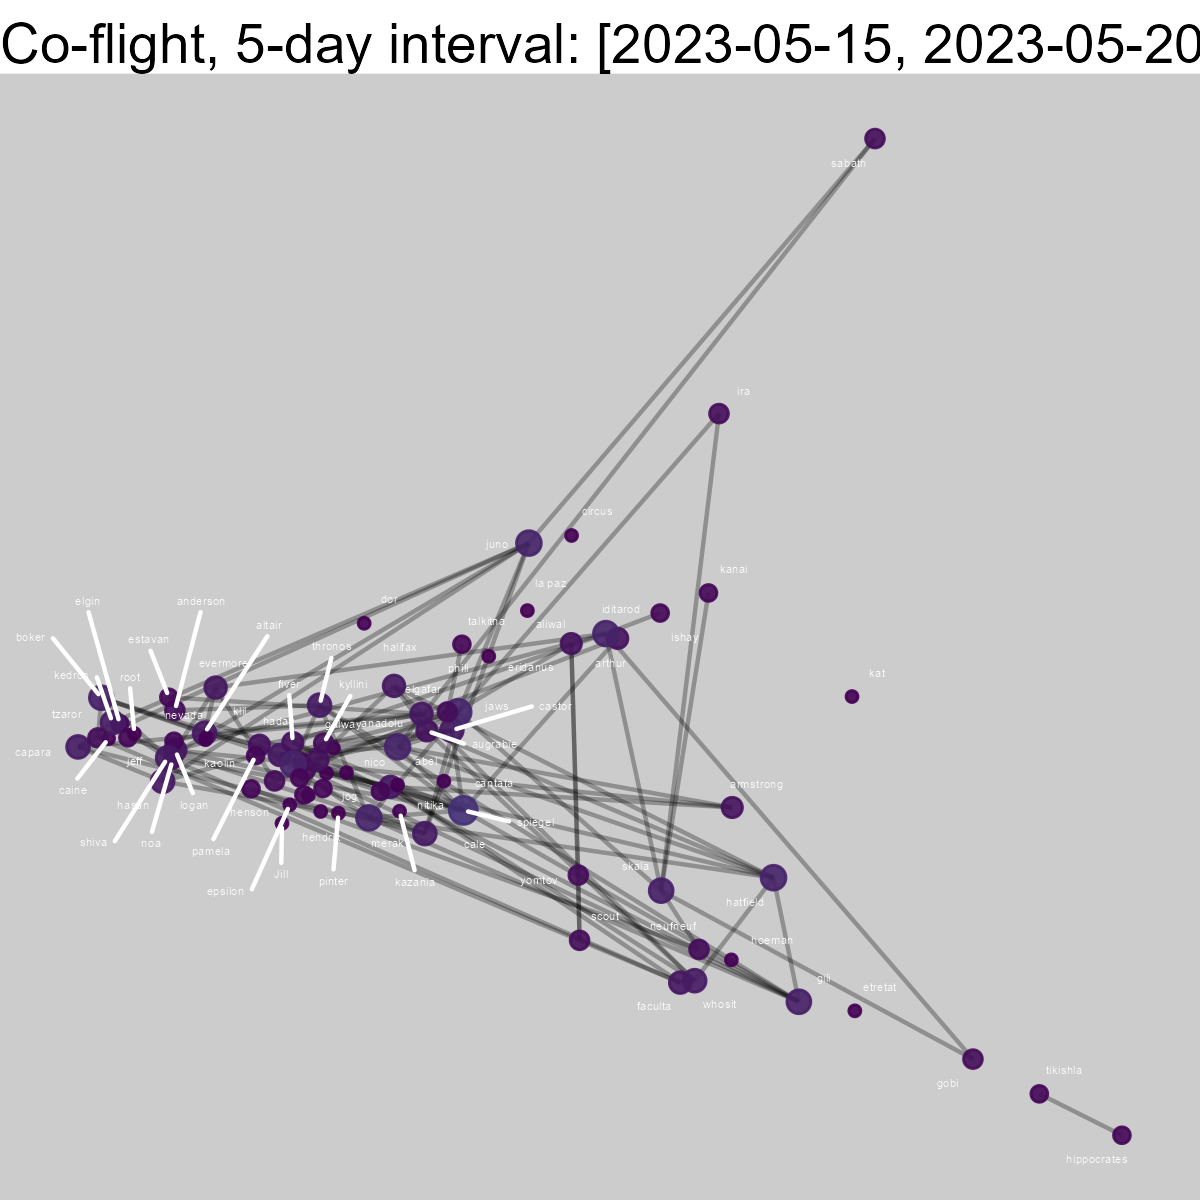 Co-flight, 5-day interval: [2023-05-15, 2023-05-20
sabath
ira
circus
juno
kanai
la paz
dor
elgin
anderson
iditarod
talkitna
aliwal
altair
boker
estavan
ishay
thronos
halifax
evermore
arthur
eridanus
phili
kat
root
fiver
kyllini
elgafar
jaws
castor
tzaror
nevada
klil
hadar
galway
anadolu
augrabie
capara
jeff
kaolin
nico
abel
cantata
armstrong
caine
hasan
logan
henson
jog
nitika
spiegel
shiva
noa
pamela
hendrix
merak
cale
skala
Jill
pinter
kazania
yomtov
epsilon
hatfield
scout
neufneuf
hoeman
gili
etretat
faculta
whosit
tikishla
gobi
hippocrates